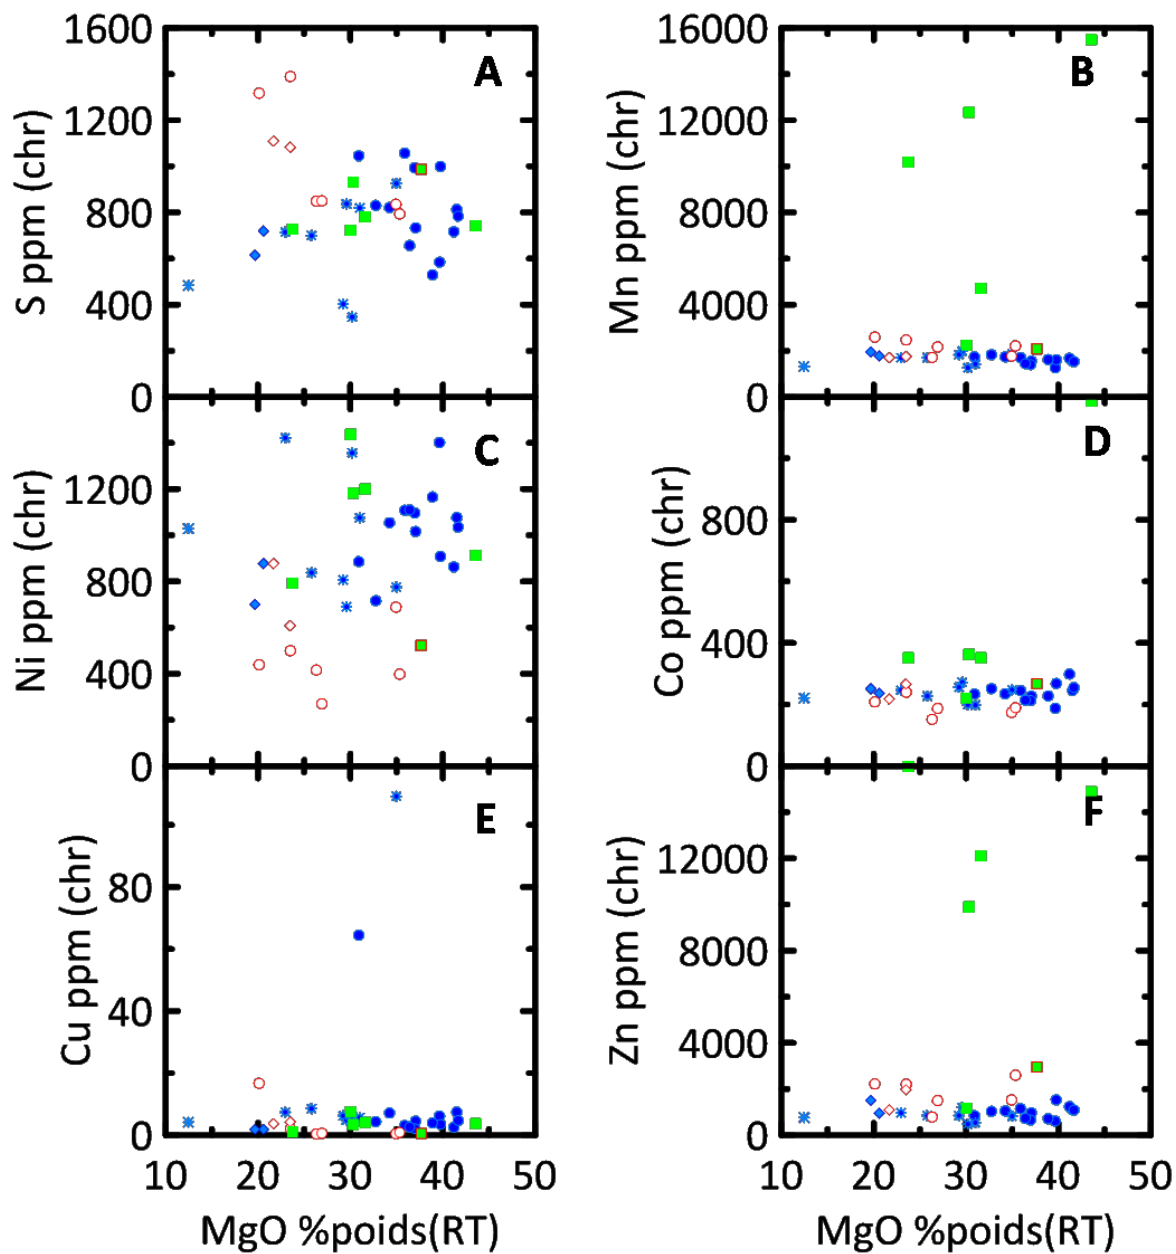 1600
1200
800
400
0
S ppm (chr)
A
16000
12000
8000
4000
0
Mn ppm (chr)
B
1200
800
400
0
Ni ppm (chr)
C
800
400
0
Co ppm (chr)
D
80
40
0
Cu ppm (chr)
E
10 20 30 40 50
MgO %poids(RT)
12000
8000
4000
0
Zn ppm (chr)
F
10 20 30 40 50
MgO %poids(RT)